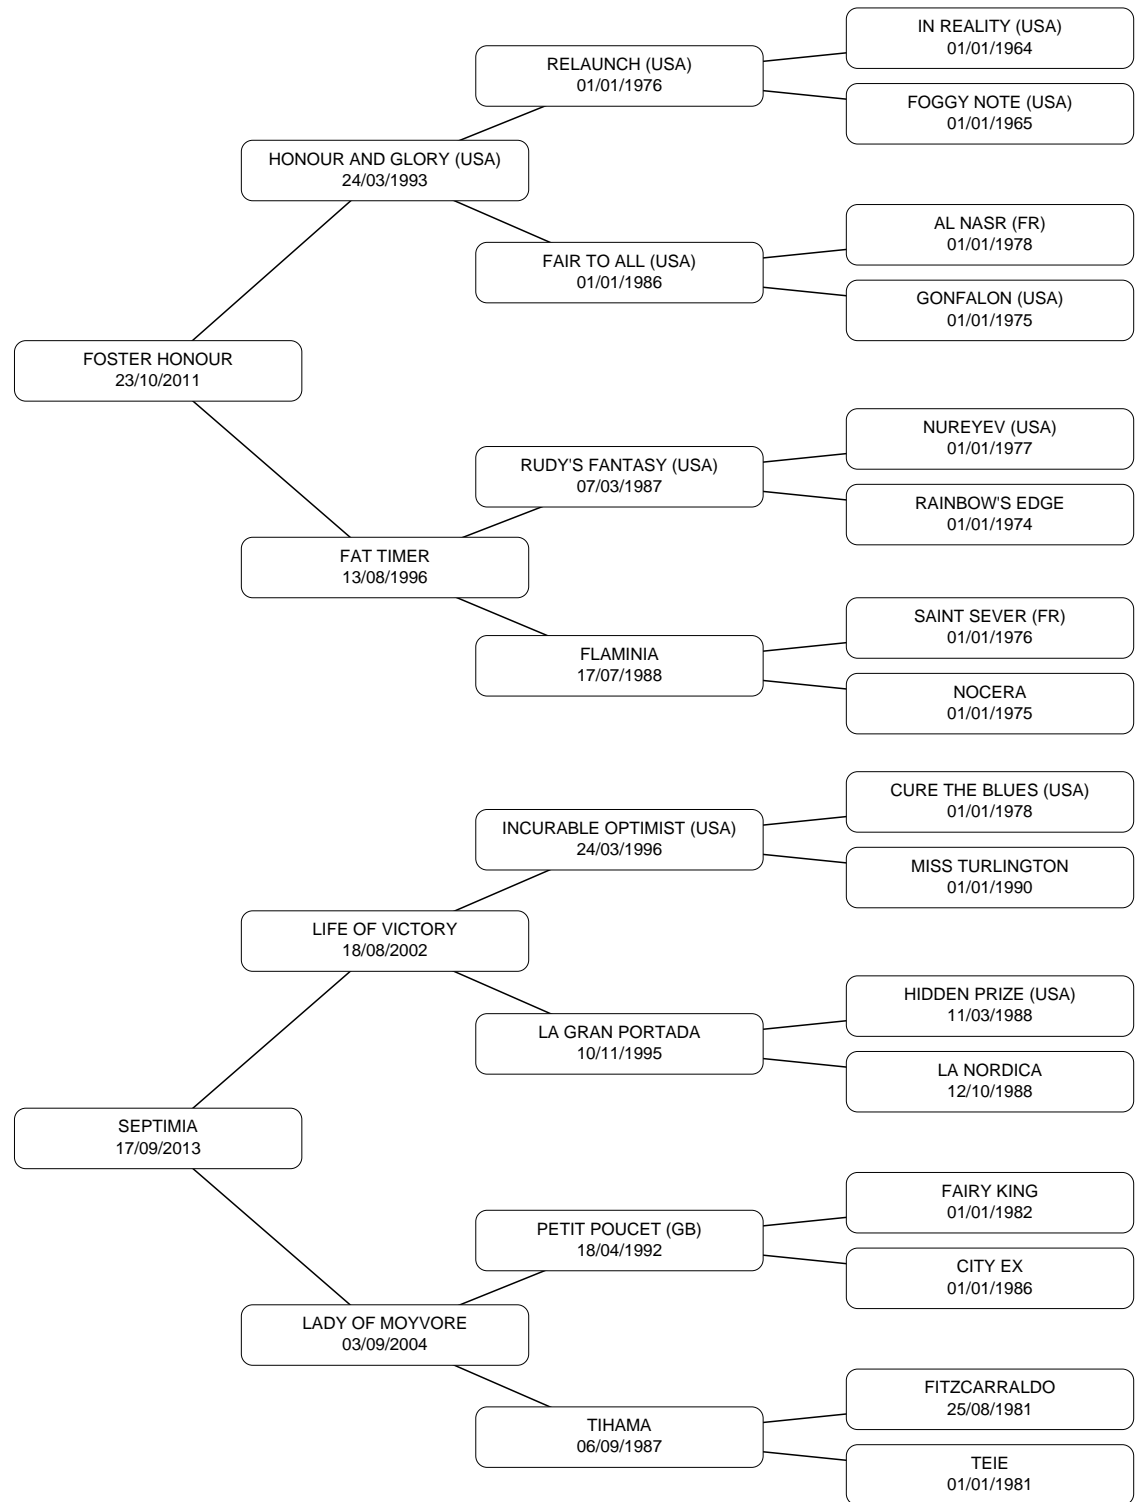 IN REALITY (USA)
01/01/1964
RELAUNCH (USA)
01/01/1976
FOGGY NOTE (USA)
01/01/1965
HONOUR AND GLORY (USA)
24/03/1993
AL NASR (FR)
01/01/1978
FAIR TO ALL (USA)
01/01/1986
GONFALON (USA)
01/01/1975
FOSTER HONOUR
23/10/2011
NUREYEV (USA)
01/01/1977
RUDY'S FANTASY (USA)
07/03/1987
RAINBOW'S EDGE
01/01/1974
FAT TIMER
13/08/1996
SAINT SEVER (FR)
01/01/1976
FLAMINIA
17/07/1988
NOCERA
01/01/1975
CURE THE BLUES (USA)
01/01/1978
INCURABLE OPTIMIST (USA)
24/03/1996
MISS TURLINGTON
01/01/1990
LIFE OF VICTORY
18/08/2002
HIDDEN PRIZE (USA)
11/03/1988
LA GRAN PORTADA
10/11/1995
LA NORDICA
12/10/1988
SEPTIMIA
17/09/2013
FAIRY KING
01/01/1982
PETIT POUCET (GB)
18/04/1992
CITY EX
01/01/1986
LADY OF MOYVORE
03/09/2004
FITZCARRALDO
25/08/1981
TIHAMA
06/09/1987
TEIE
01/01/1981